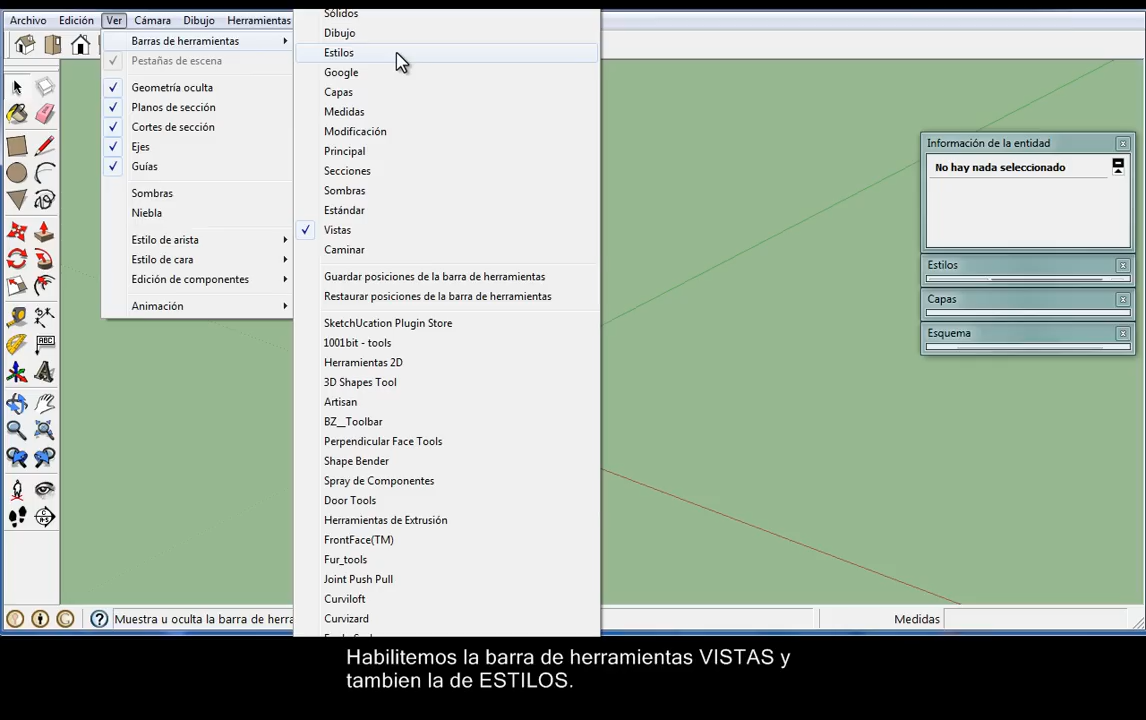 Archivo Edición Ver Cámara Dibujo Herramientas
Barras de herramientas
Pestañas de escena
Geometría oculta
Planos de sección
Cortes de sección
Ejes
Guías
Sombras
Niebla
Estilo de arista
Estilo de cara
Edición de componentes
Animación
Sólidos
Dibujo
Estilos
Google
Capas
Medidas
Modificación
Principal
Secciones
Sombras
Estándar
Vistas
Caminar
Guardar posiciones de la barra de herramientas
Restaurar posiciones de la barra de herramientas
SketchUcation Plugin Store
1001bit - tools
Herramientas 2D
3D Shapes Tool
Artisan
BZ__Toolbar
Perpendicular Face Tools
Shape Bender
Spray de Componentes
Door Tools
Herramientas de Extrusión
FrontFace(TM)
Fur_tools
Joint Push Pull
Curviloft
Curvizard
Información de la entidad
No hay nada seleccionado
Estilos
Capas
Esquema
ABC
A
Muestra u oculta la barra de herra
Medidas
Habilitemos la barra de herramientas VISTAS y
tambien la de ESTILOS.